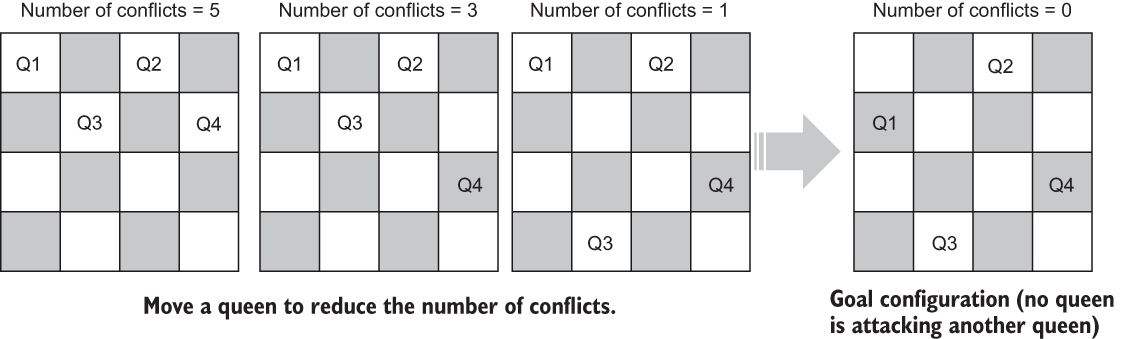 Number of conflicts = 5
Number of conflicts = 3
Number of conflicts = 1
Number of conflicts = 0
Q1 Q2
Q3 Q4
Q1 Q2
Q3
Q4
Q1 Q2
Q4
Q3
Q2
Q1
Q4
Q3
Move a queen to reduce the number of conflicts.
Goal configuration (no queen
is attacking another queen)